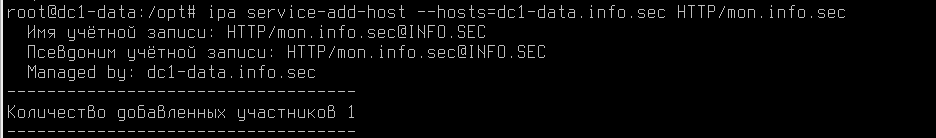 root@dc1-data:/opt# ipa service-add-host --hosts=dc1-data.info.sec HTTP/mon.info.sec
  Имя учётной записи: HTTP/mon.info.sec@INFO.SEC
  Псевдоним учётной записи: HTTP/mon.info.sec@INFO.SEC
  Managed by: dc1-data.info.sec
-----------------------------------
Количество добавленных участников 1
-----------------------------------